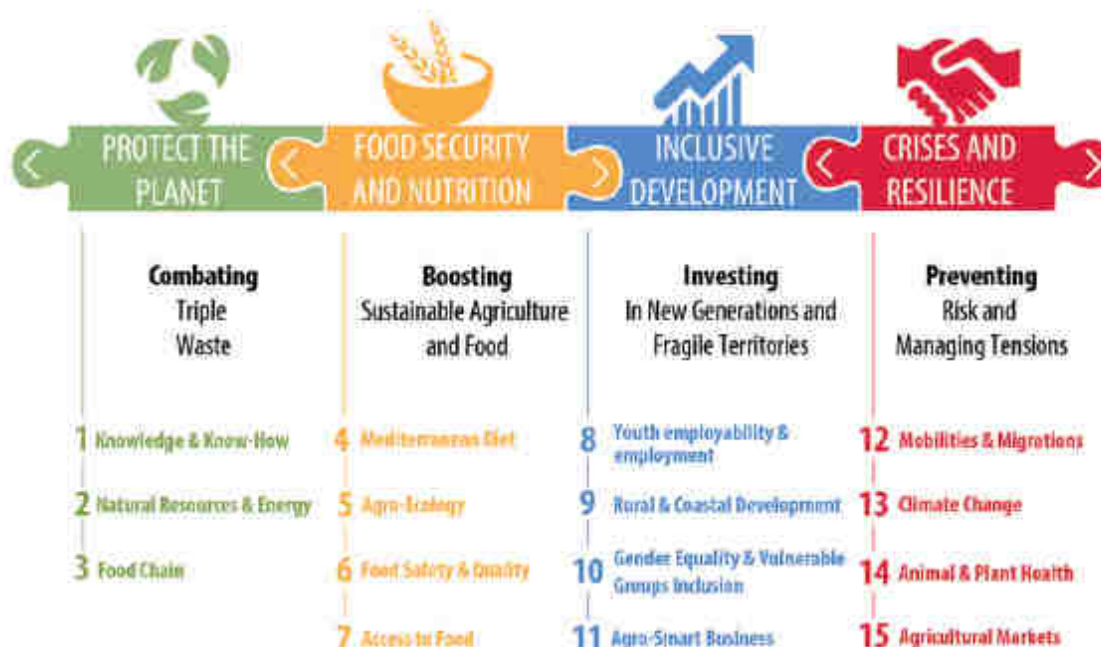 PROTECT THE
PLANET
FOOD SECURITY
AND NUTRITION
INCLUSIVE
DEVELOPMENT
CRISES AND
RESILIENCE
Combating
Triple
Waste
Boosting
Sustainable Agriculture
and Food
Investing
In New Generations and
Fragile Territories
Preventing
Risk and
Managing Tensions
1 Knowledge & Know-How
2 Natural Resources & Energy
3 Food Chain
4 Mediterranean Diet
5 Agro-Ecology
6 Food Safety & Quality
7 Access to Food
8 Youth employability &
employment
9 Rural & Coastal Development
10 Gender Equality & Vulnerable
Groups Inclusion
11 Agro-Smart Business
12 Mobilities & Migrotions
13 Climate Change
14 Animal & Plant Health
15 Agricultural Markets